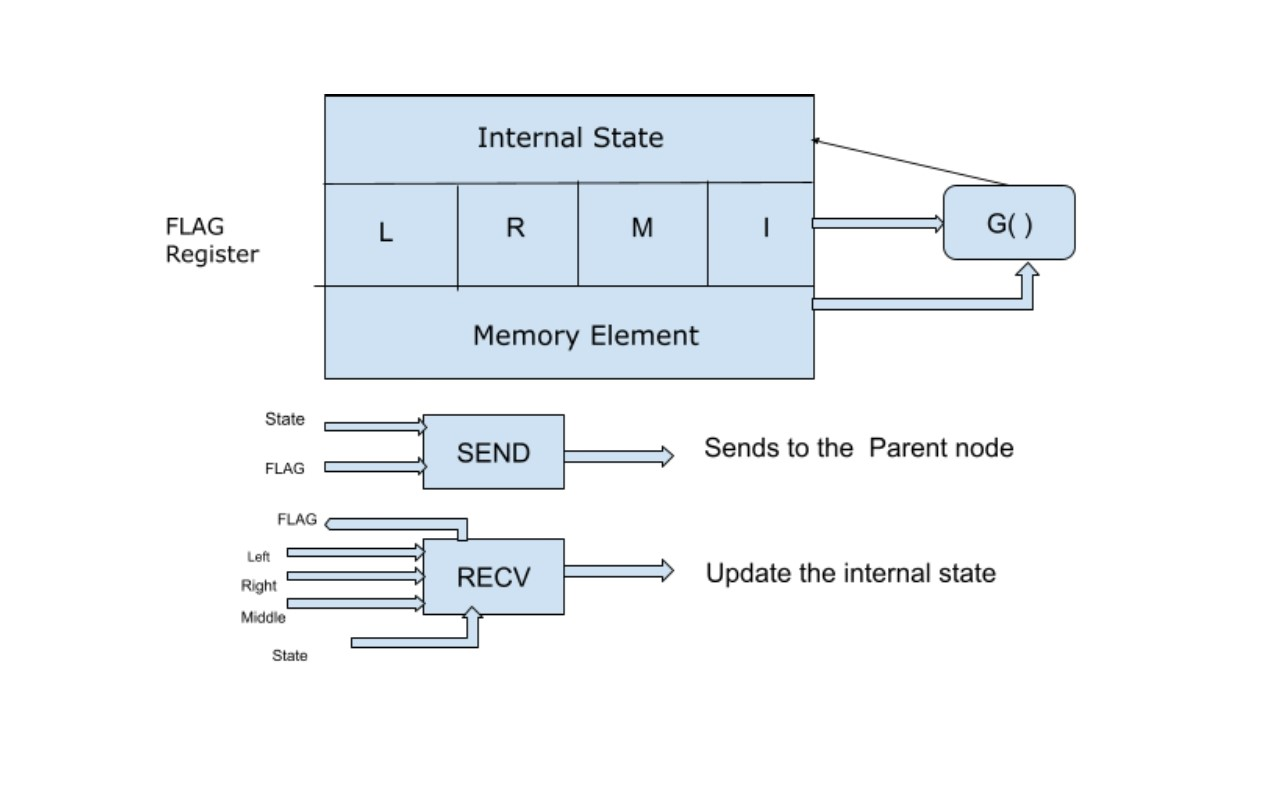 Internal State
FLAG
Register
L
R
M
I
G( )
Memory Element
State
FLAG
SEND
Sends to the Parent node
FLAG
Left
Right
Middle
State
RECV
Update the internal state